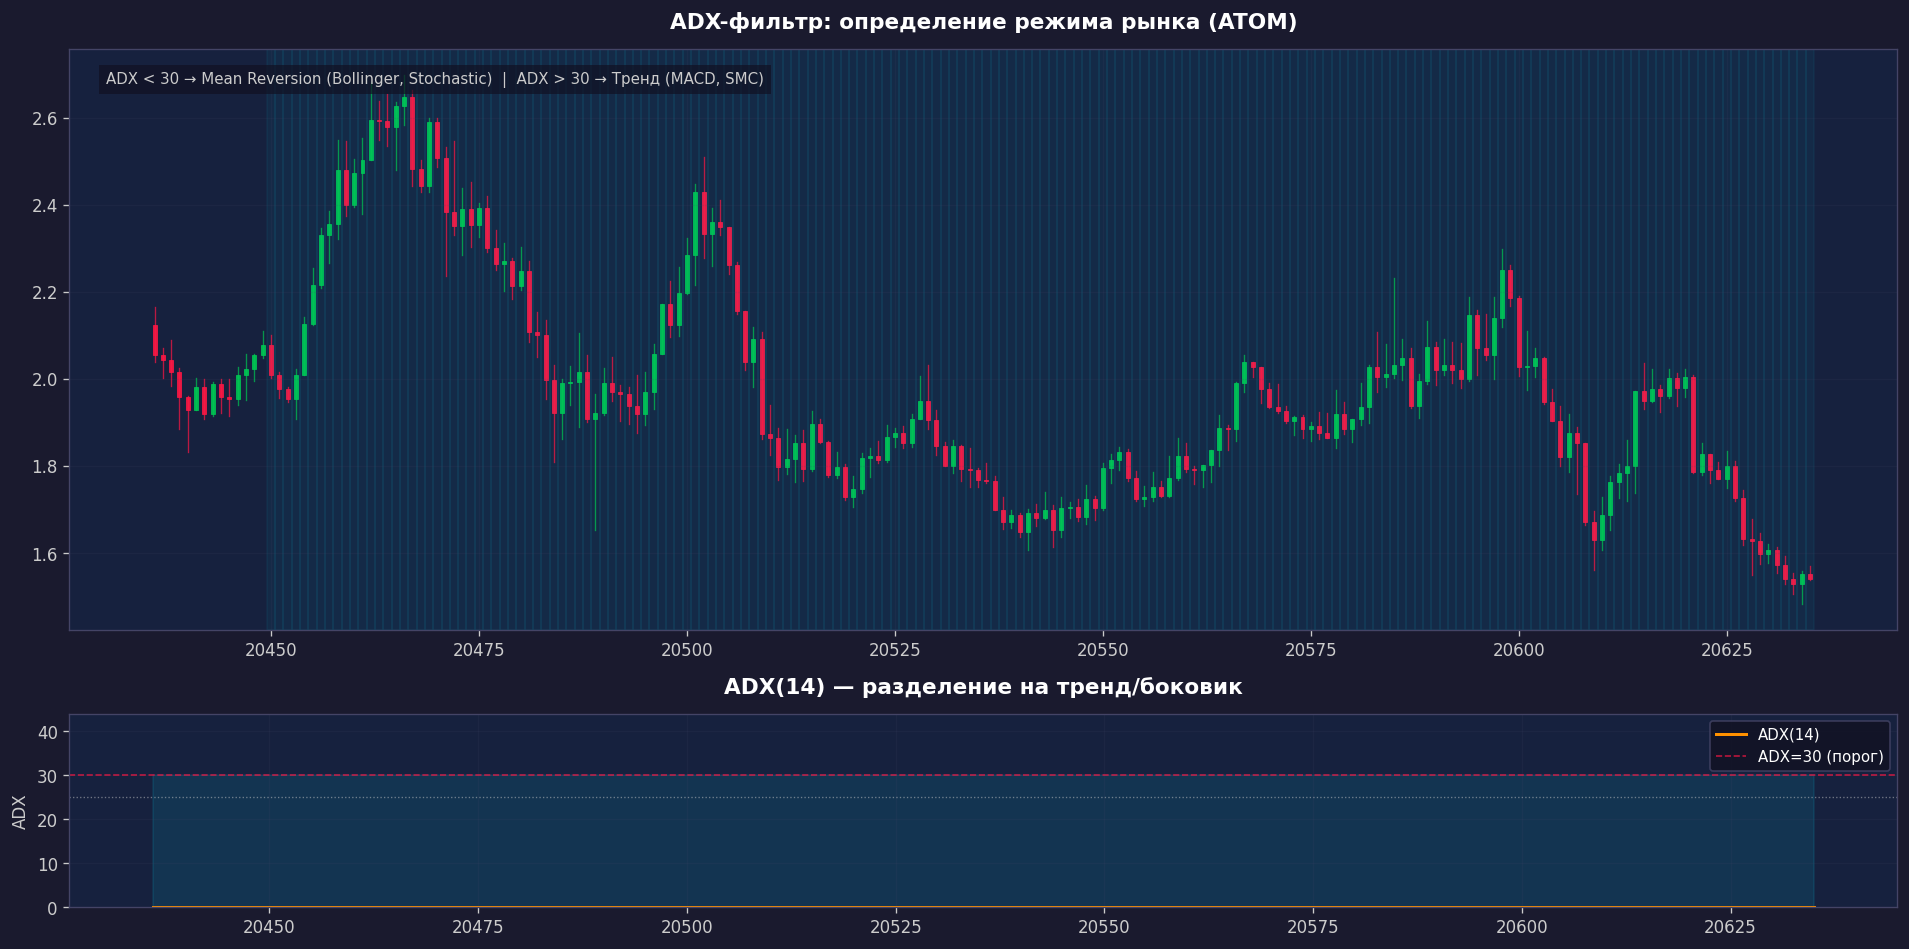 ADX-фильтр: определение режима рынка (ATOM)
ADX < 30 → Mean Reversion (Bollinger, Stochastic) | ADX > 30 → Тренд (MACD, SMC)
2.6
2.4
2.2
2.0
1.8
1.6
20450 20475 20500 20525 20550 20575 20600 20625
ADX(14) — разделение на тренд/боковик
ADX
40
30
20
10
0
ADX(14)
ADX=30 (порог)
20450 20475 20500 20525 20550 20575 20600 20625